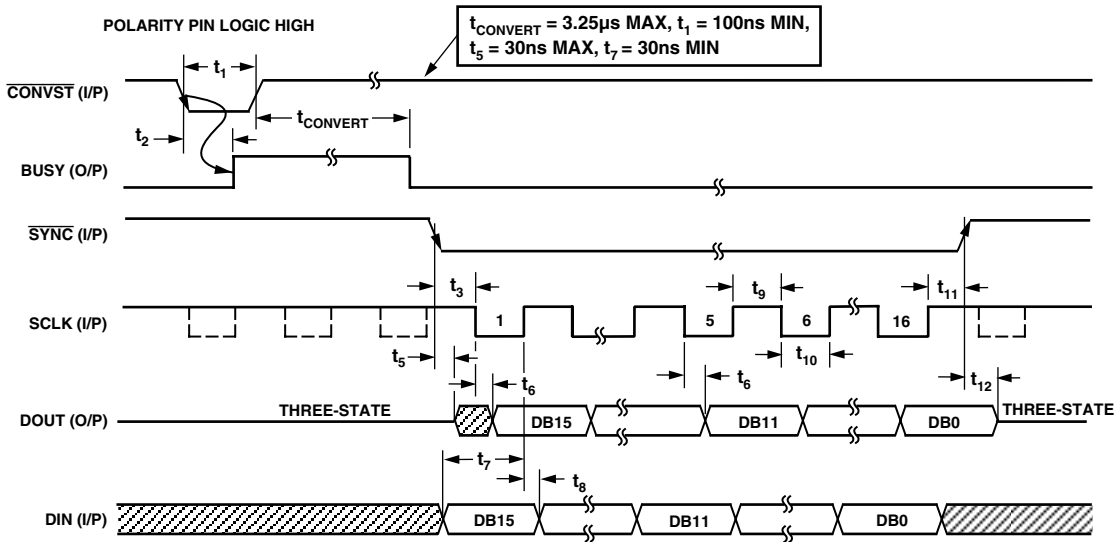 POLARITY PIN LOGIC HIGH
tCONVERT = 3.25µs MAX, t1 = 100ns MIN,
t5 = 30ns MAX, t7 = 30ns MIN
t1
CONVST (I/P)
tCONVERT
t2
BUSY (O/P)
SYNC (I/P)
t3
t9
t11
SCLK (I/P)
1
5
6
16
t5
t6
t10
t6
t12
THREE-STATE
THREE-STATE
DOUT (O/P)
DB15
DB11
DB0
t7
t8
DIN (I/P)
DB15
DB11
DB0